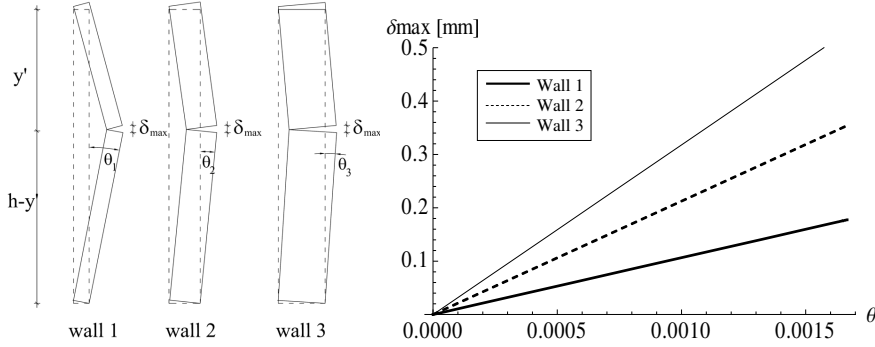 y'
h-y'
δmax
δmax
δmax
θ1
θ2
θ3
wall 1
wall 2
wall 3
δmax [mm]
0.5
0.4
0.3
0.2
0.1
Wall 1
Wall 2
Wall 3
0.0000
0.0005
0.0010
0.0015
θ